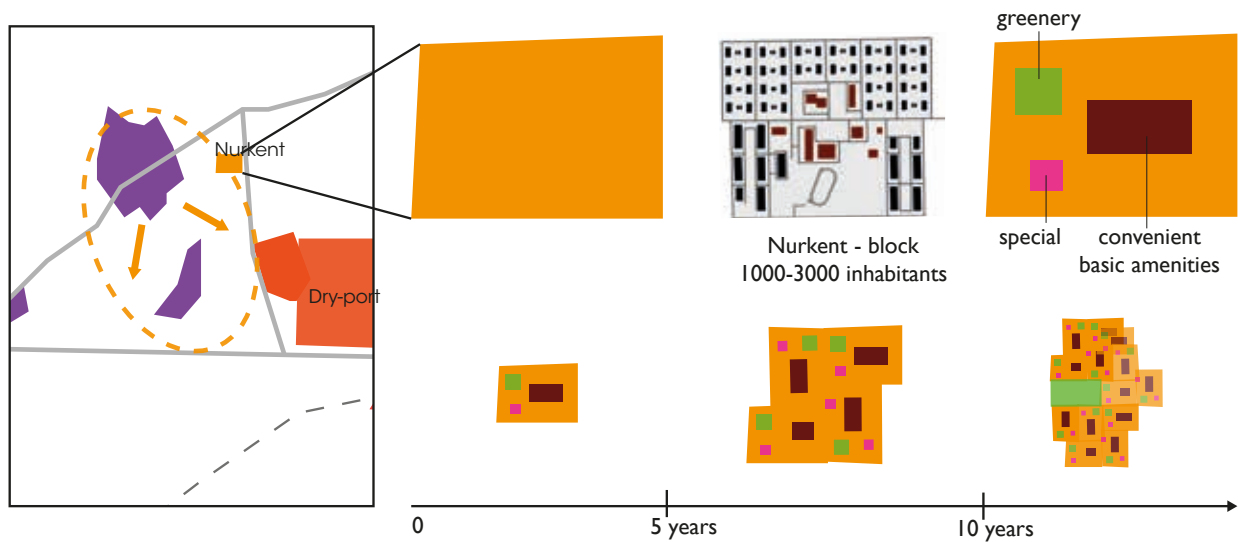 Nurkent
Dry-port
Nurkent - block
1000-3000 inhabitants
greenery
special
convenient
basic amenities
0
5 years
10 years